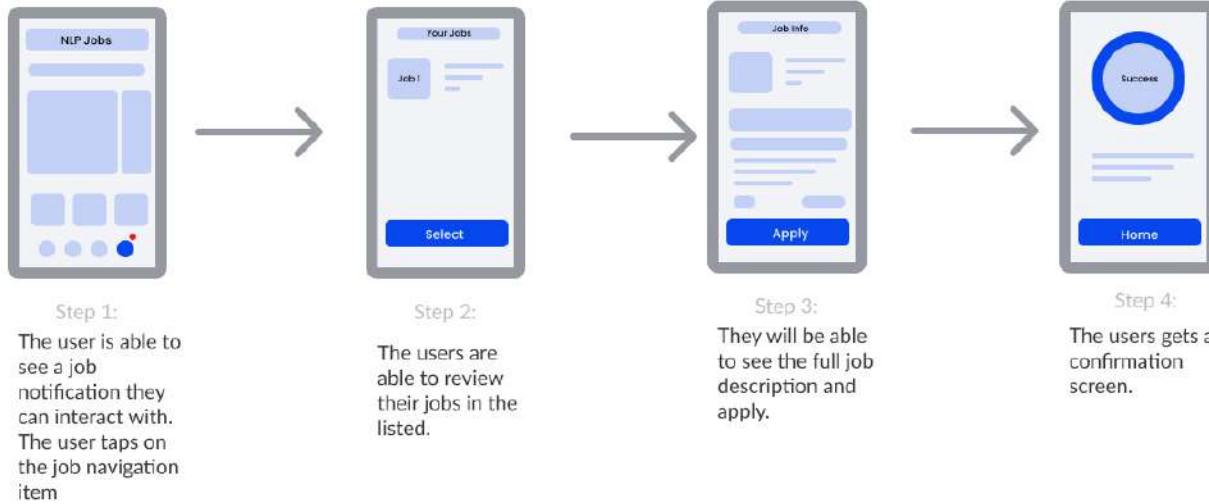 NLP Jobs
Your Jobs
Job 1
Select
Job Info
Apply
Success
Home
Step 1:
The user is able to
see a job
notification they
can interact with.
The user taps on
the job navigation
item
Step 2:
The users are
able to review
their jobs in the
listed.
Step 3:
They will be able
to see the full job
description and
apply.
Step 4:
The users gets a
confirmation
screen.